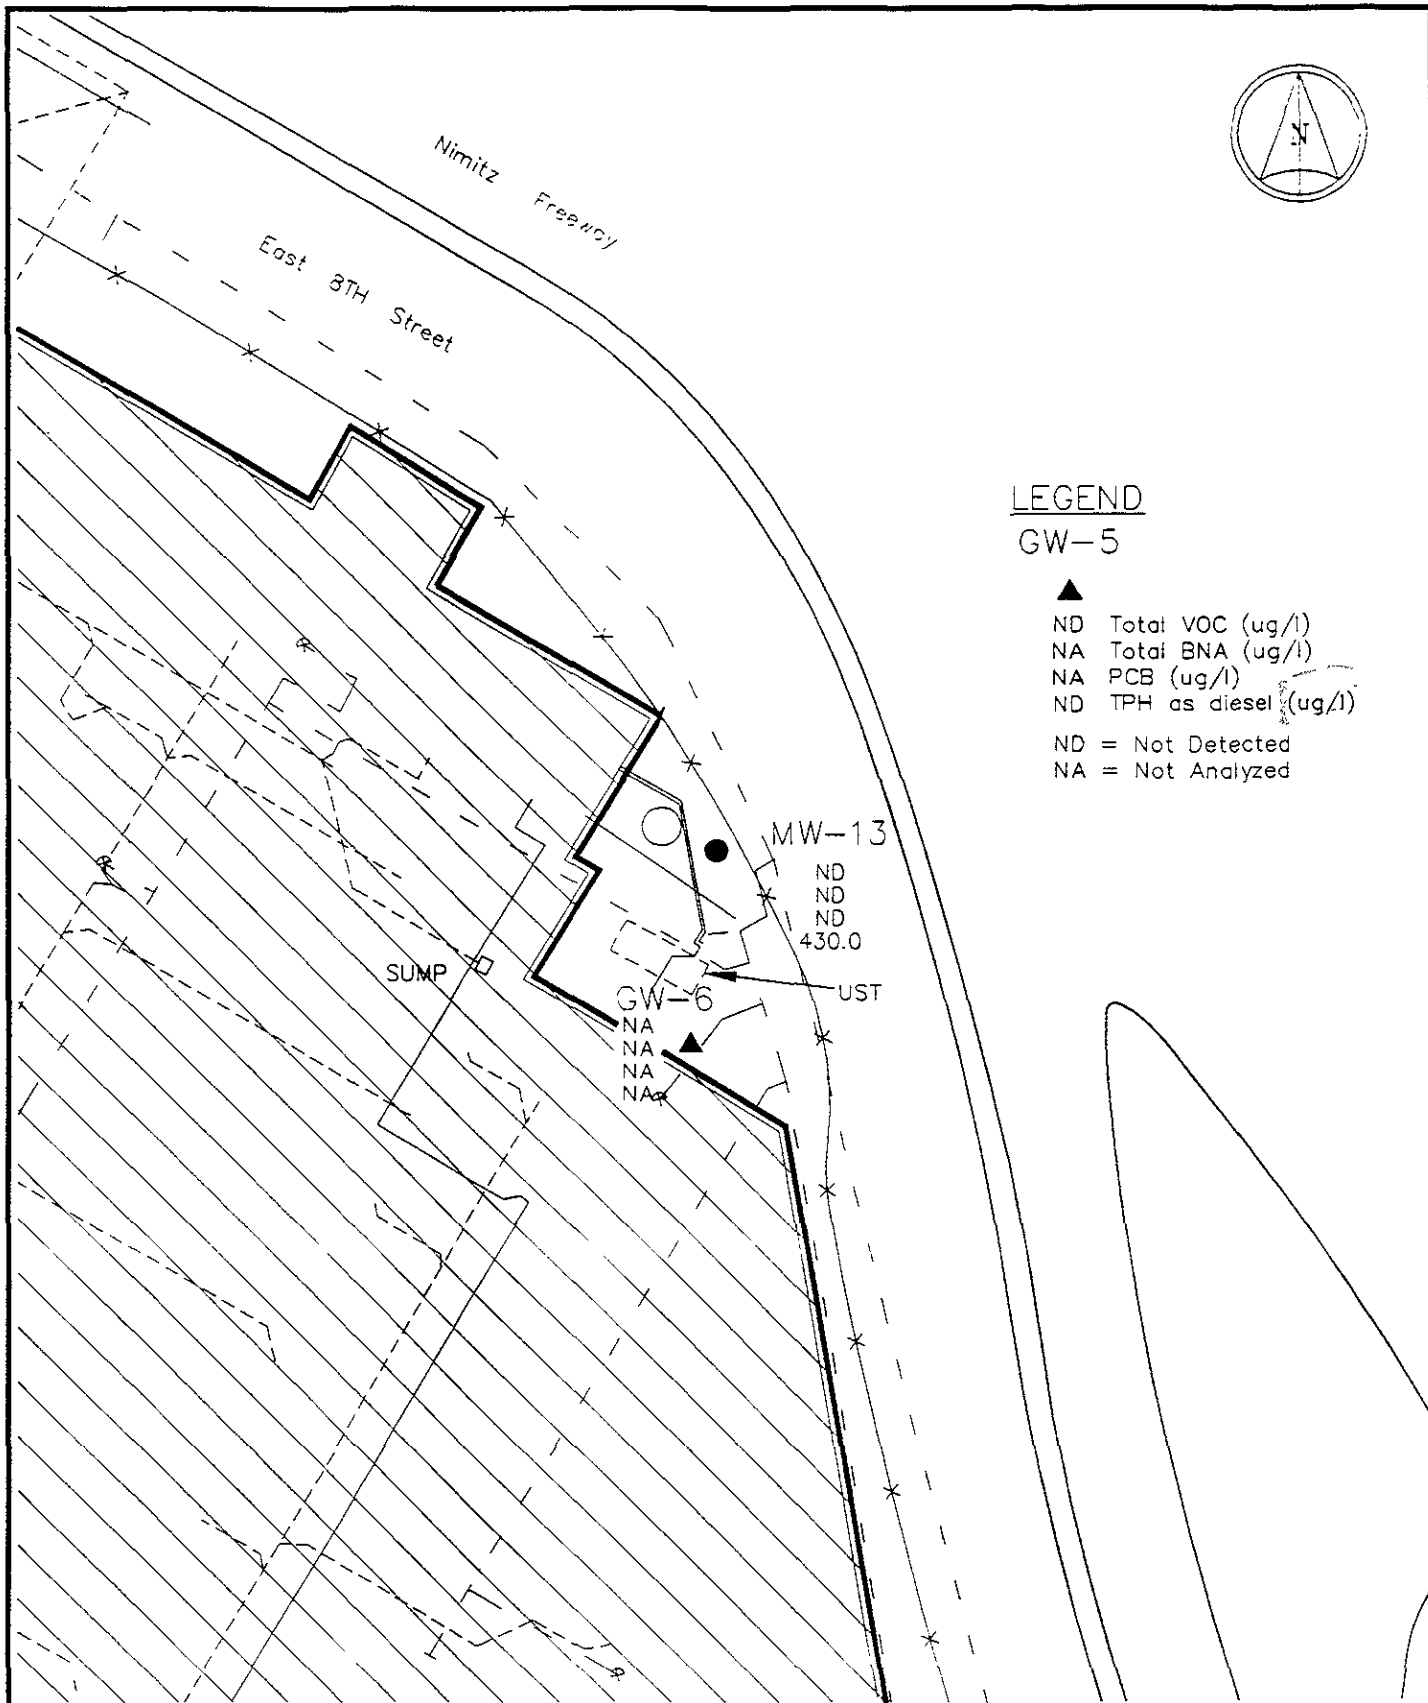 N
Nimitz Freeway
East 8TH Street
LEGEND
GW-5
ND Total VOC (ug/l)
NA Total BNA (ug/l)
NA PCB (ug/l)
ND TPH as diesel (ug/l)
ND = Not Detected
NA = Not Analyzed
MW-13
ND
ND
ND
430.0
SUMP
UST
GW-6
NA
NA
NA
NA